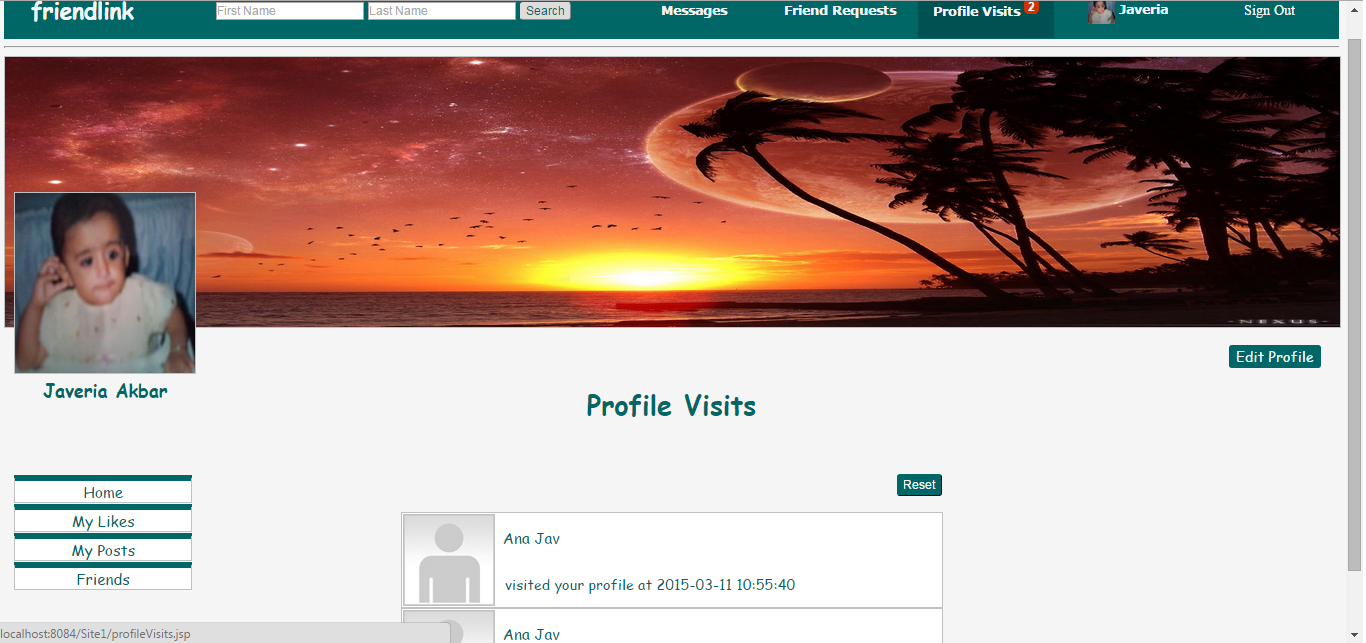 friendlink First Name Last Name Search Messages Friend Requests Profile Visits 2 Javeria Sign Out
-NEXUS-
Edit Profile
Javeria Akbar
Profile Visits
Reset
Home
My Likes
My Posts
Friends
Ana Jav
visited your profile at 2015-03-11 10:55:40
Ana Jav
localhost:8084/Site1/profileVisits.jsp